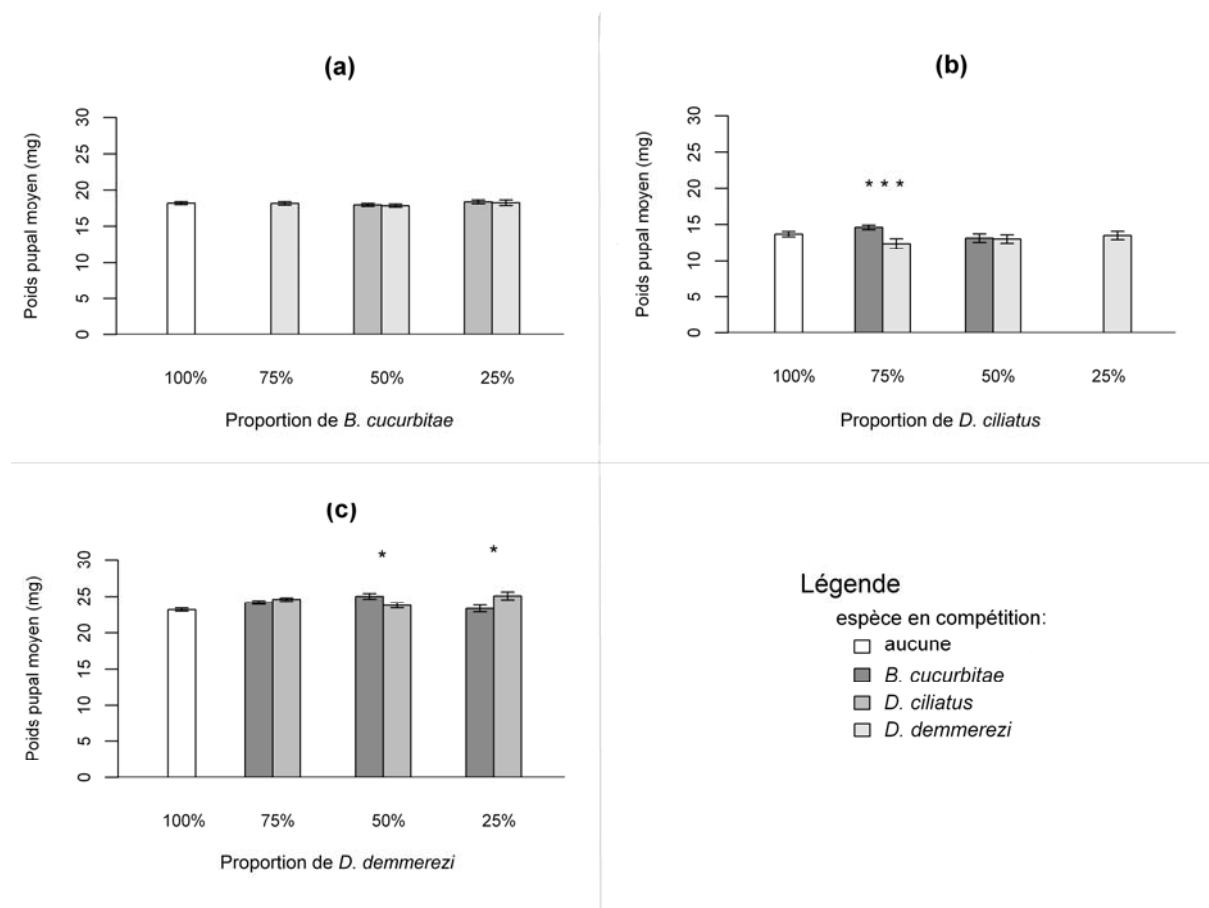 (a)
Poids pupal moyen (mg)
30
25
20
15
10
5
0
100% 75% 50% 25%
Proportion de B. cucurbitae
(b)
Poids pupal moyen (mg)
30
25
20
15
10
5
0
* * *
100% 75% 50% 25%
Proportion de D. ciliatus
(c)
Poids pupal moyen (mg)
30
25
20
15
10
5
0
* *
100% 75% 50% 25%
Proportion de D. demmerezi
Légende
espèce en compétition:
aucune
B. cucurbitae
D. ciliatus
D. demmerezi